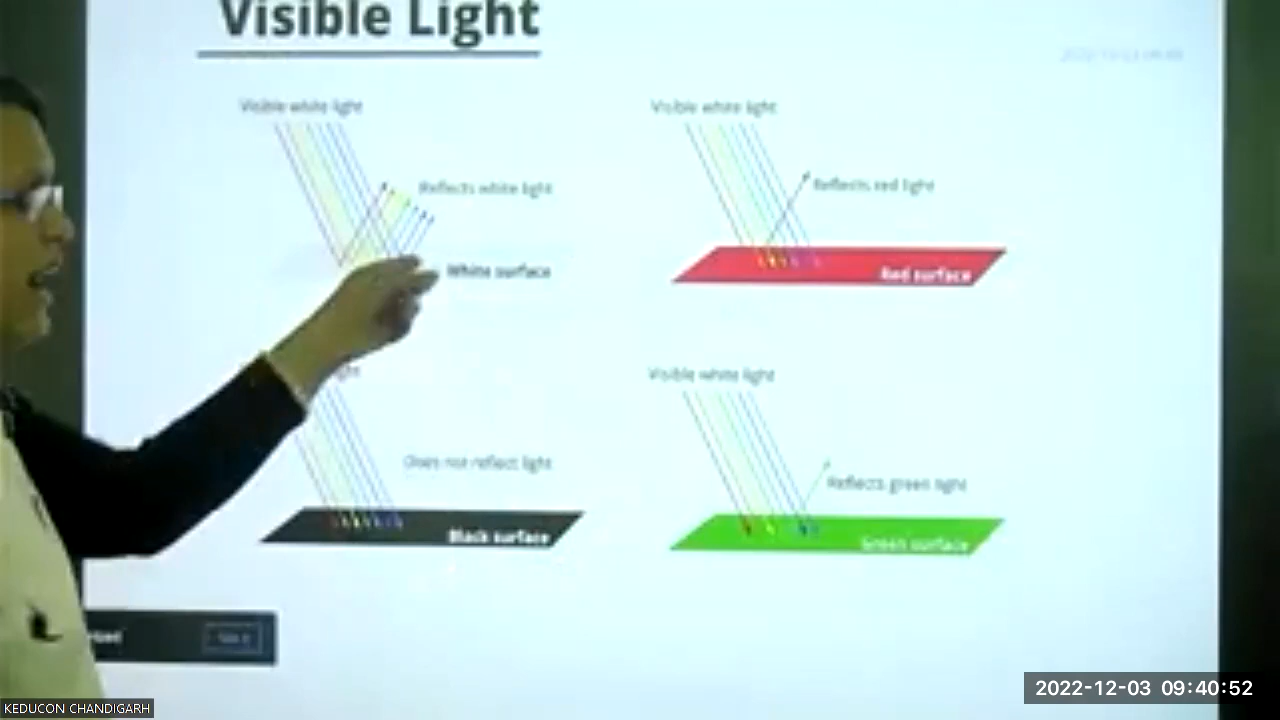 Visible Light
Visible white light
Reflects white light
White surface
Visible white light
Reflects red light
Red surface
Does not reflect light
Black surface
Visible white light
Reflects green light
Green surface
2022-12-03 09:40:52
KEDUCON CHANDIGARH